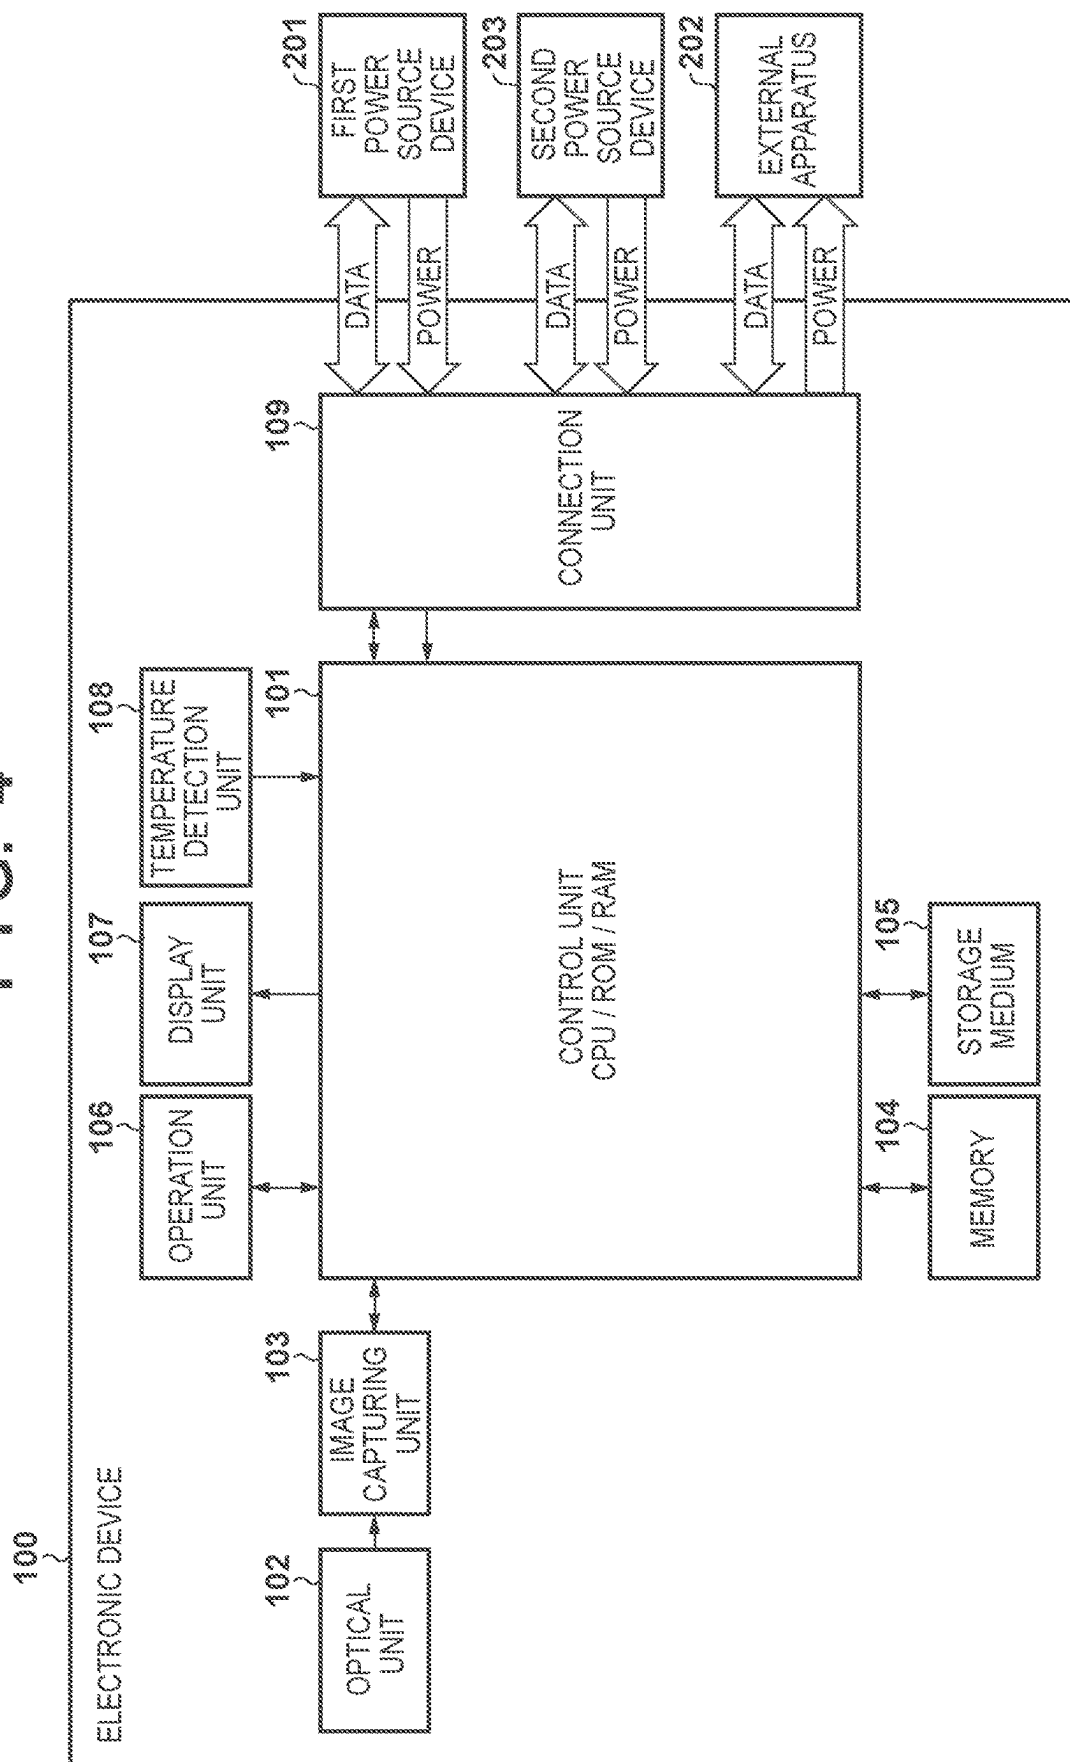 FIG. 4
100
ELECTRONIC DEVICE
106
OPERATION
UNIT
107
DISPLAY
UNIT
108
TEMPERATURE
DETECTION
UNIT
102
OPTICAL
UNIT
103
IMAGE
CAPTURING
UNIT
101
CONTROL UNIT
CPU / ROM / RAM
109
CONNECTION
UNIT
DATA
POWER
DATA
POWER
DATA
POWER
201
FIRST
POWER
SOURCE
DEVICE
203
SECOND
POWER
SOURCE
DEVICE
202
EXTERNAL
APPARATUS
104
MEMORY
105
STORAGE
MEDIUM